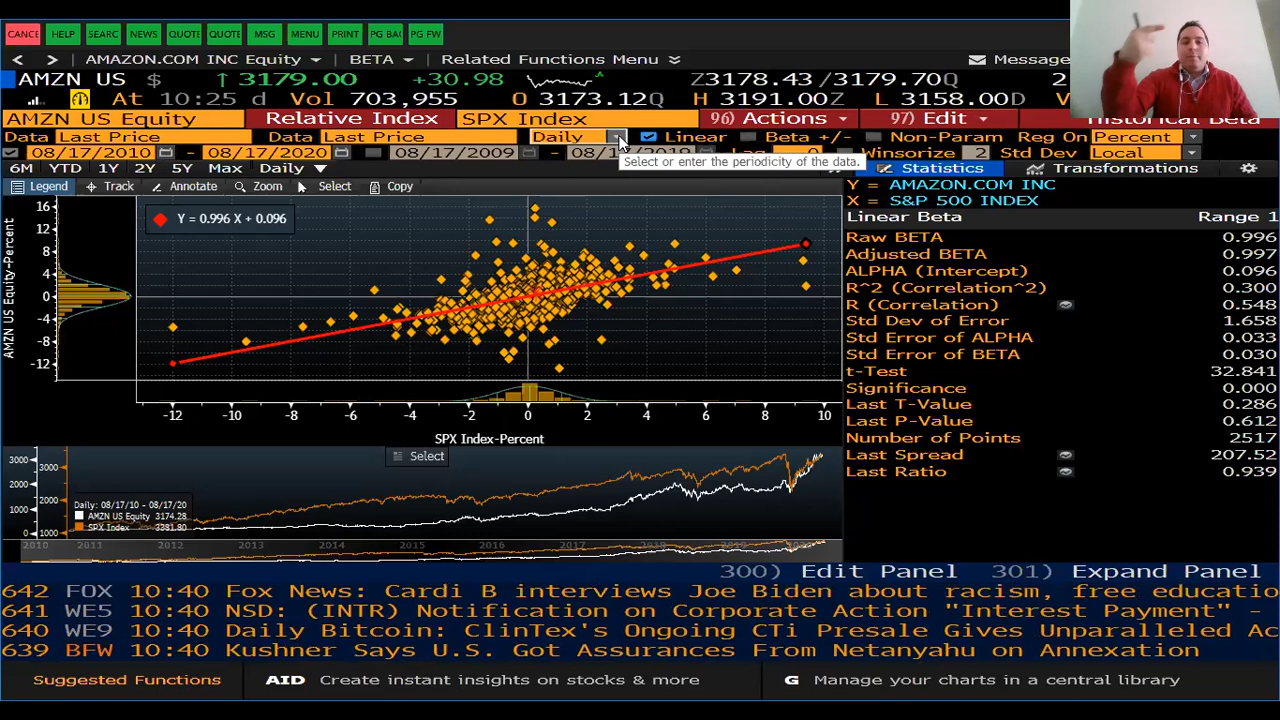 CANCE HELP SEARC NEWS QUOTE QUOTE MSG MENU PRINT PG BAC PG FW
< > AMAZON.COM INC Equity BETA Related Functions Menu Message
AMZN US $ ↑ 3179.00 +30.98 Z3178.43 /3179.70Q 2
At 10:25 d Vol 703,955 O 3173.12Q H 3191.00Z L 3158.00
AMZN US Equity Relative Index SPX Index 96) Actions 97) Edit Historical Beta
Data Last Price Data Last Price Daily Linear Beta +/- Non-Param Reg On Percent
08/17/2010 - 08/17/2020 08/17/2009 - Lag Winsorize 2 Std Dev Local
Select or enter the periodicity of the data.
6M YTD 1Y 2Y 5Y Max Daily ▼ Statistics Transformations
Legend Track Annotate Zoom Select Copy
Y = AMAZON.COM INC
X = S&P 500 INDEX
Linear Beta Range 1
Raw BETA 0.996
Adjusted BETA 0.997
ALPHA (Intercept) 0.096
R^2 (Correlation^2) 0.300
R (Correlation) 0.548
Std Dev of Error 1.658
Std Error of ALPHA 0.033
Std Error of BETA 0.030
t-Test 32.841
Significance 0.000
Last T-Value 0.286
Last P-Value 0.612
Number of Points 2517
Last Spread 207.52
Last Ratio 0.939
AMZN US Equity-Percent
16
12
8
4
0
-4
-8
-12
Y = 0.996 X + 0.096
-12 -10 -8 -6 -4 -2 0 2 4 6 8 10
SPX Index-Percent
Select
3000
2000
1000
0
3000
2000
1000
Daily: 08/17/10 - 08/17/20
AMZN US Equity 3174.28
SPX Index 3381.80
2010 2011 2012 2013 2014 2015 2016 2017 2018 2019
300) Edit Panel 301) Expand Panel
642 FOX 10:40 Fox News: Cardi B interviews Joe Biden about racism, free educatio
641 WE5 10:40 NSD: (INTR) Notification on Corporate Action "Interest Payment" -
640 WE9 10:40 Daily Bitcoin: ClinTex's Ongoing CTi Presale Gives Unparalleled Ac
639 BFW 10:40 Kushner Says U.S. Got Assurances From Netanyahu on Annexation
Suggested Functions AID Create instant insights on stocks & more G Manage your charts in a central library